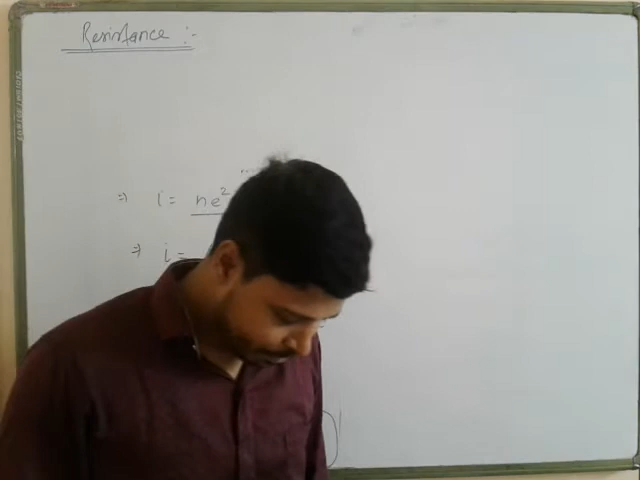 Resistance :-
⇒ i = ne²
⇒ i =